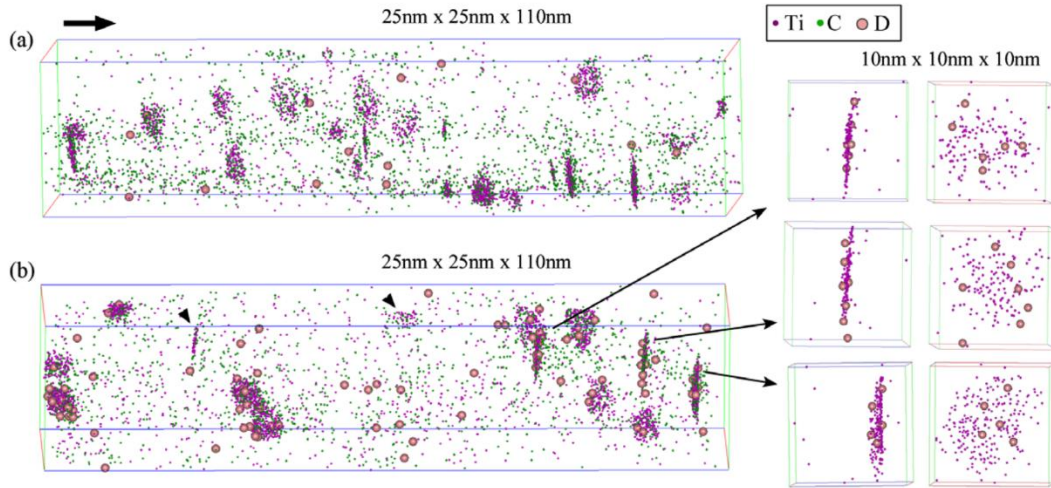 25nm x 25nm x 110nm
Ti C D
(a)
10nm x 10nm x 10nm
(b)
25nm x 25nm x 110nm